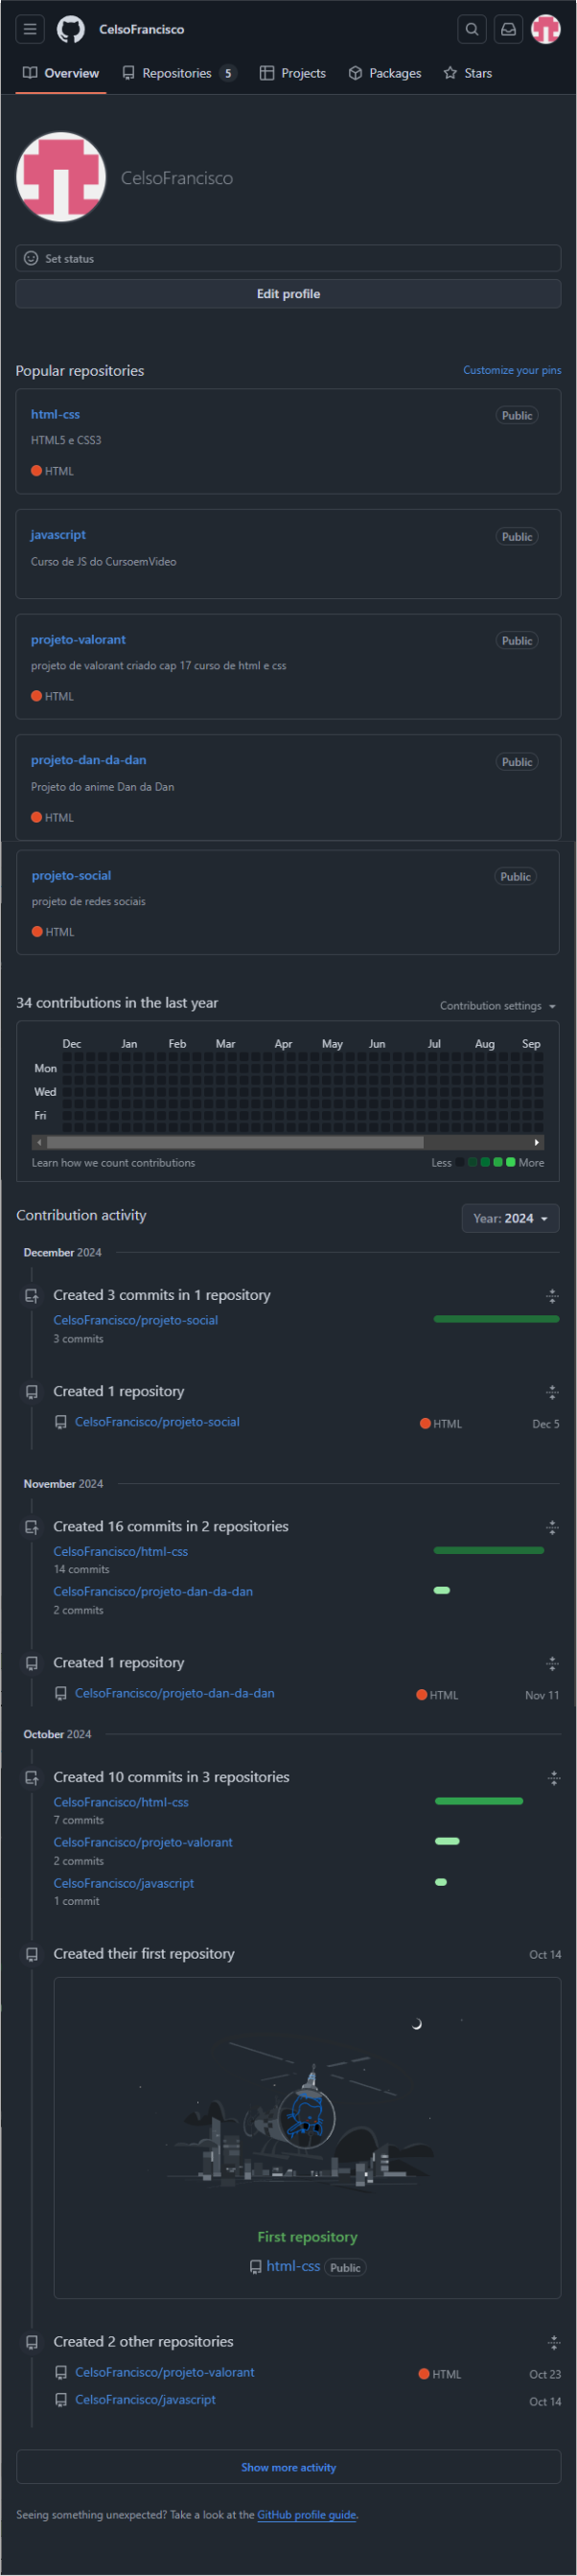 CelsoFrancisco
Overview Repositories 5 Projects Packages Stars
CelsoFrancisco
Set status
Edit profile
Popular repositories Customize your pins
html-css Public
HTML5 e CSS3
HTML
javascript Public
Curso de JS do CursoemVideo
projeto-valorant Public
projeto de valorant criado cap 17 curso de html e css
HTML
projeto-dan-da-dan Public
Projeto do anime Dan da Dan
HTML
projeto-social Public
projeto de redes sociais
HTML
34 contributions in the last year Contribution settings
Dec Jan Feb Mar Apr May Jun Jul Aug Sep
Mon
Wed
Fri
Learn how we count contributions Less More
Contribution activity Year: 2024
December 2024
Created 3 commits in 1 repository
CelsoFrancisco/projeto-social
3 commits
Created 1 repository
CelsoFrancisco/projeto-social HTML Dec 5
November 2024
Created 16 commits in 2 repositories
CelsoFrancisco/html-css
14 commits
CelsoFrancisco/projeto-dan-da-dan
2 commits
Created 1 repository
CelsoFrancisco/projeto-dan-da-dan HTML Nov 11
October 2024
Created 10 commits in 3 repositories
CelsoFrancisco/html-css
7 commits
CelsoFrancisco/projeto-valorant
2 commits
CelsoFrancisco/javascript
1 commit
Created their first repository Oct 14
First repository
html-css Public
Created 2 other repositories
CelsoFrancisco/projeto-valorant HTML Oct 23
CelsoFrancisco/javascript Oct 14
Show more activity
Seeing something unexpected? Take a look at the GitHub profile guide.